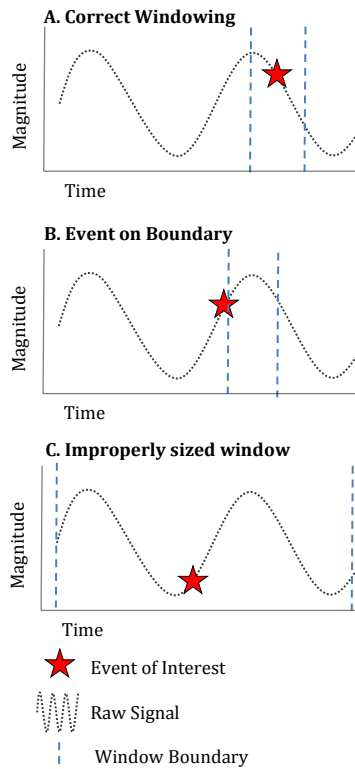 A. Correct Windowing
Magnitude
Time
B. Event on Boundary
Magnitude
Time
C. Improperly sized window
Magnitude
Time
Event of Interest
Raw Signal
Window Boundary